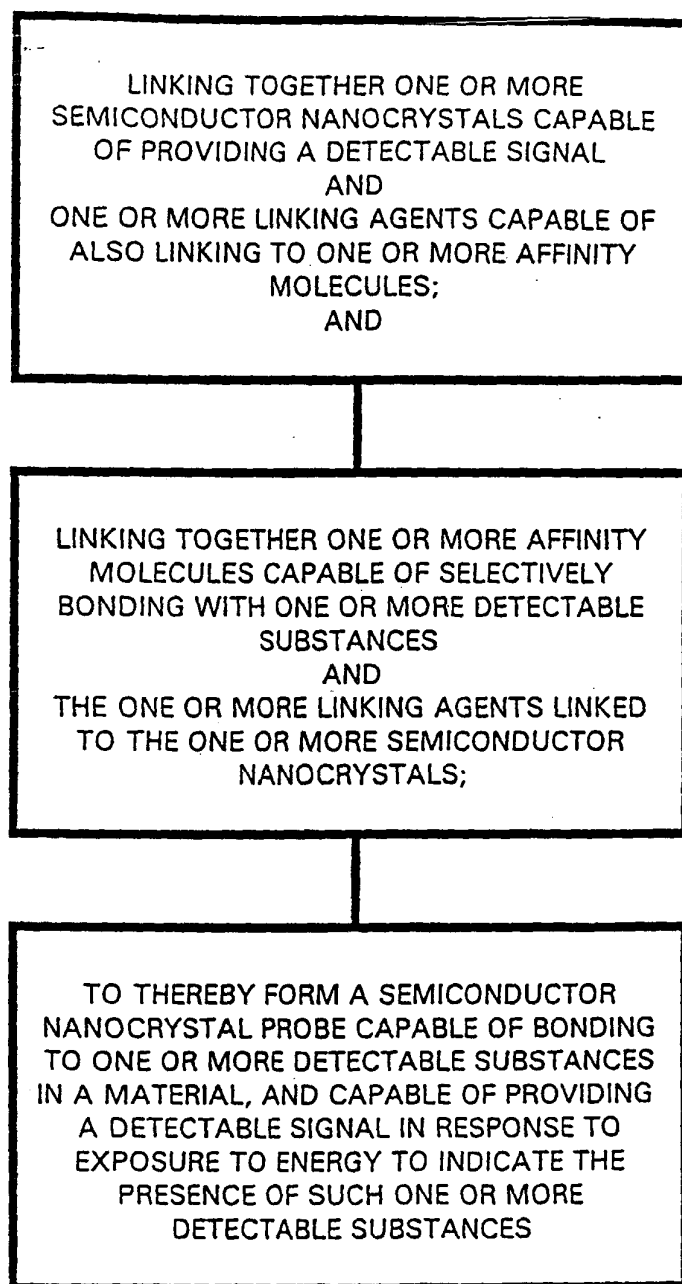 LINKING TOGETHER ONE OR MORE
SEMICONDUCTOR NANOCRYSTALS CAPABLE
OF PROVIDING A DETECTABLE SIGNAL
AND
ONE OR MORE LINKING AGENTS CAPABLE OF
ALSO LINKING TO ONE OR MORE AFFINITY
MOLECULES;
AND
LINKING TOGETHER ONE OR MORE AFFINITY
MOLECULES CAPABLE OF SELECTIVELY
BONDING WITH ONE OR MORE DETECTABLE
SUBSTANCES
AND
THE ONE OR MORE LINKING AGENTS LINKED
TO THE ONE OR MORE SEMICONDUCTOR
NANOCRYSTALS;
TO THEREBY FORM A SEMICONDUCTOR
NANOCRYSTAL PROBE CAPABLE OF BONDING
TO ONE OR MORE DETECTABLE SUBSTANCES
IN A MATERIAL, AND CAPABLE OF PROVIDING
A DETECTABLE SIGNAL IN RESPONSE TO
EXPOSURE TO ENERGY TO INDICATE THE
PRESENCE OF SUCH ONE OR MORE
DETECTABLE SUBSTANCES